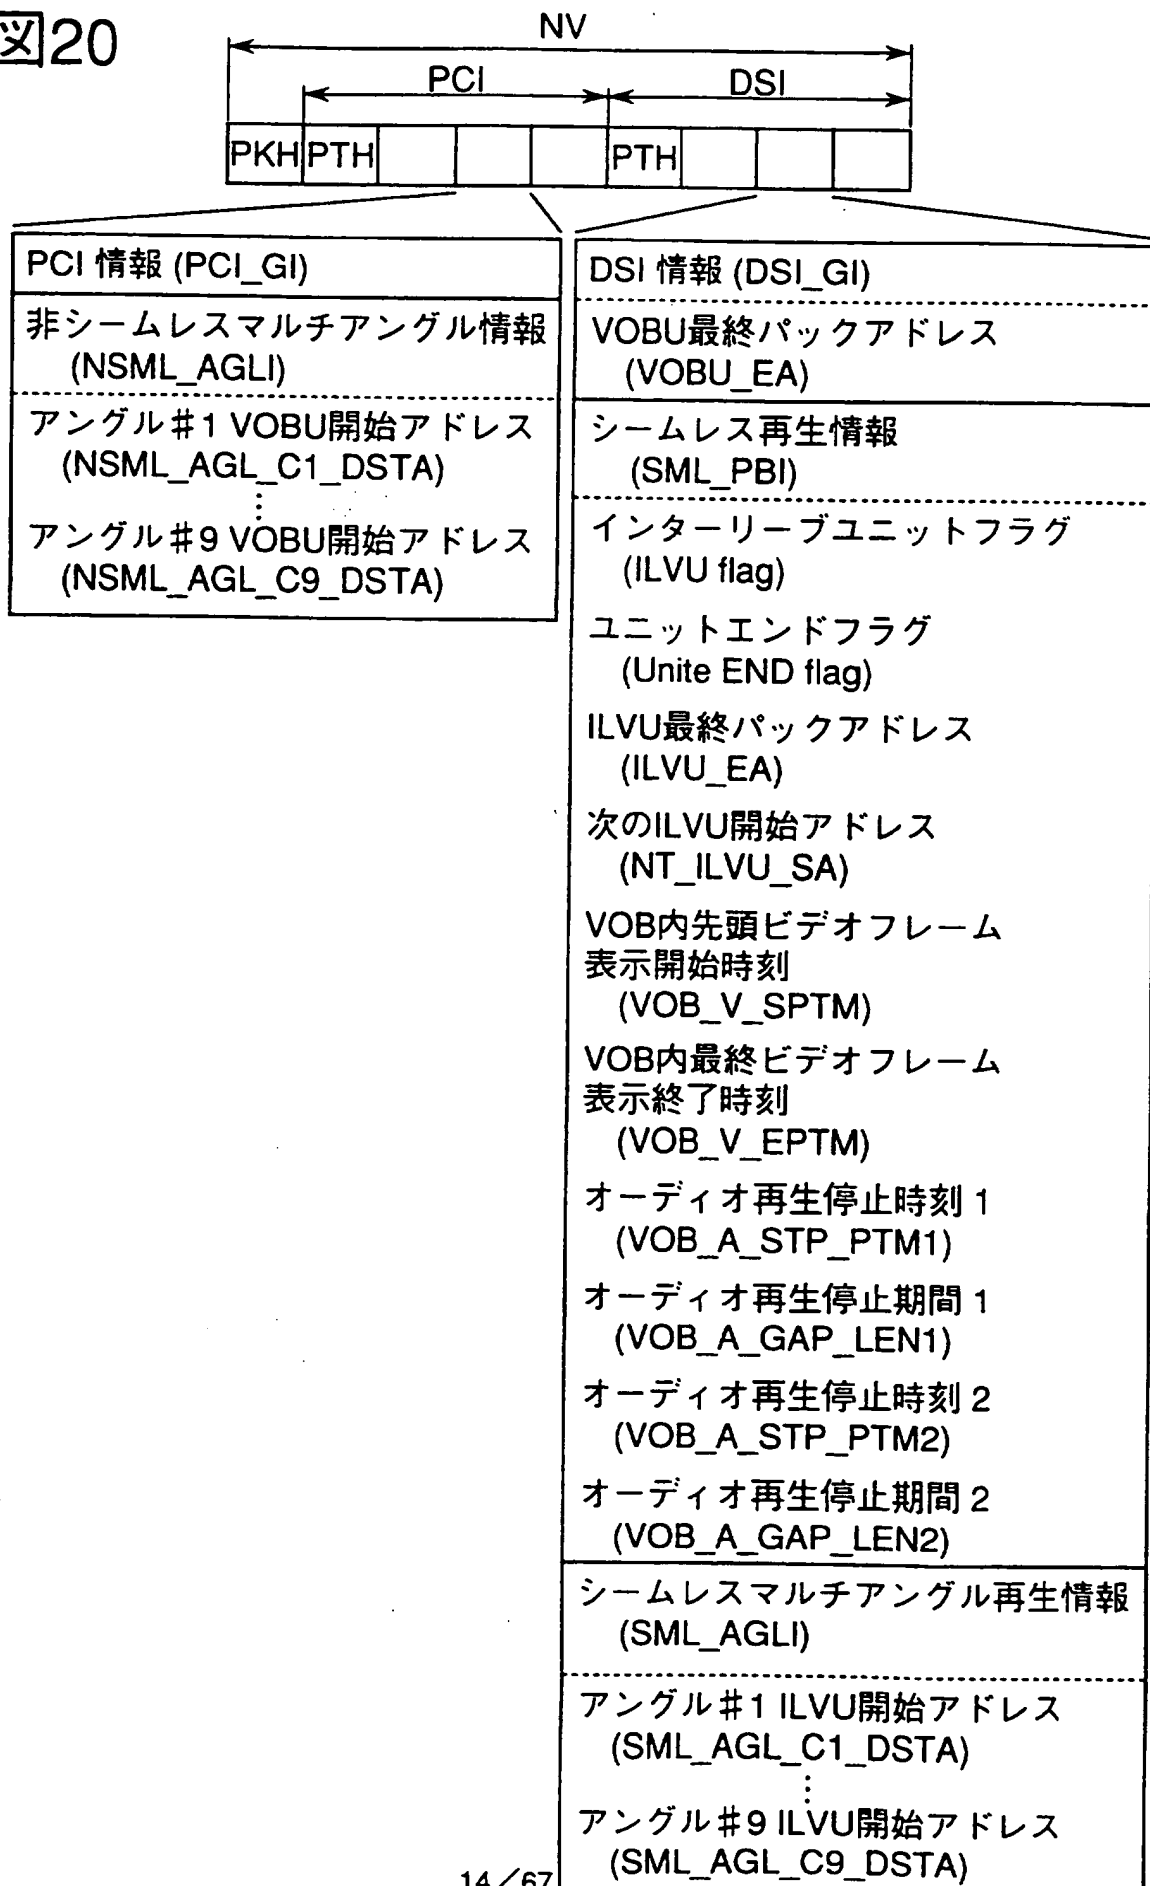 図20
NV
PCI
DSI
PKH
PTH
PTH
PCI 情報 (PCI_GI)
非シームレスマルチアングル情報
(NSML_AGLI)
アングル＃1 VOBU開始アドレス
(NSML_AGL_C1_DSTA)
⋮
アングル＃9 VOBU開始アドレス
(NSML_AGL_C9_DSTA)
DSI 情報 (DSI_GI)
VOBU最終パックアドレス
(VOBU_EA)
シームレス再生情報
(SML_PBI)
インターリーブユニットフラグ
(ILVU flag)
ユニットエンドフラグ
(Unite END flag)
ILVU最終パックアドレス
(ILVU_EA)
次のILVU開始アドレス
(NT_ILVU_SA)
VOB内先頭ビデオフレーム
表示開始時刻
(VOB_V_SPTM)
VOB内最終ビデオフレーム
表示終了時刻
(VOB_V_EPTM)
オーディオ再生停止時刻 1
(VOB_A_STP_PTM1)
オーディオ再生停止期間 1
(VOB_A_GAP_LEN1)
オーディオ再生停止時刻 2
(VOB_A_STP_PTM2)
オーディオ再生停止期間 2
(VOB_A_GAP_LEN2)
シームレスマルチアングル再生情報
(SML_AGLI)
アングル＃1 ILVU開始アドレス
(SML_AGL_C1_DSTA)
⋮
アングル＃9 ILVU開始アドレス
(SML_AGL_C9_DSTA)
14／67